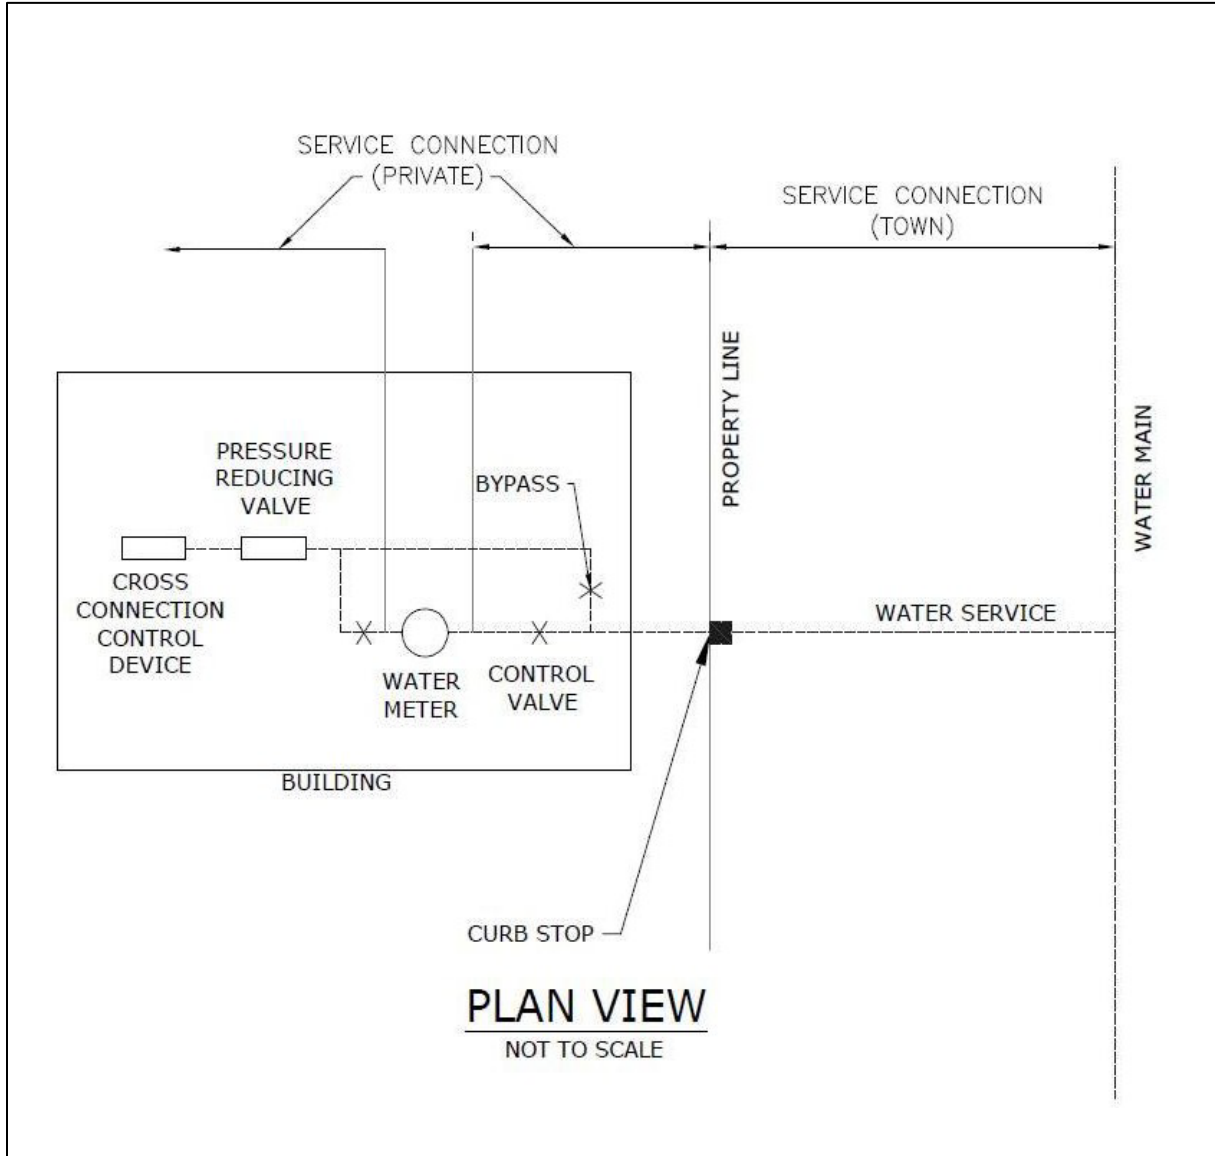 SERVICE CONNECTION
(PRIVATE)
SERVICE CONNECTION
(TOWN)
PROPERTY LINE
WATER MAIN
PRESSURE
REDUCING
VALVE
BYPASS
CROSS
CONNECTION
CONTROL
DEVICE
WATER
METER
CONTROL
VALVE
WATER SERVICE
BUILDING
CURB STOP
PLAN VIEW
NOT TO SCALE